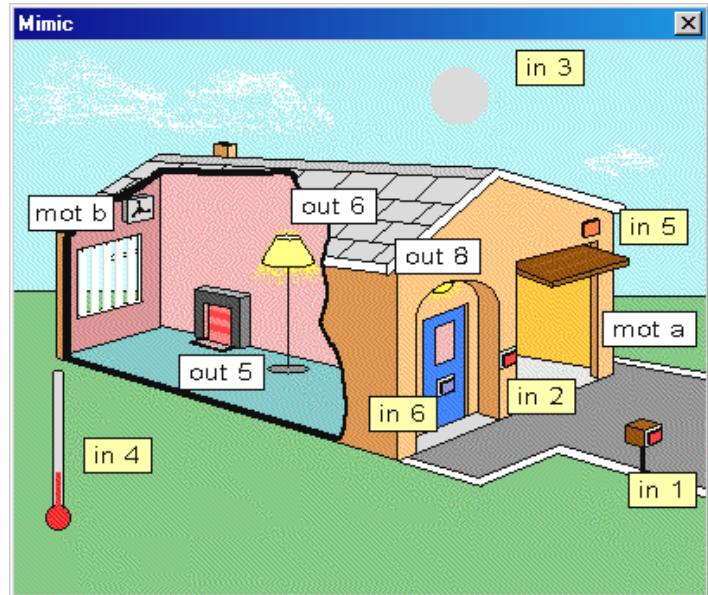 Mimic
in 3
mot b
out 6
in 5
out 8
mot a
out 5
in 6
in 2
in 4
in 1